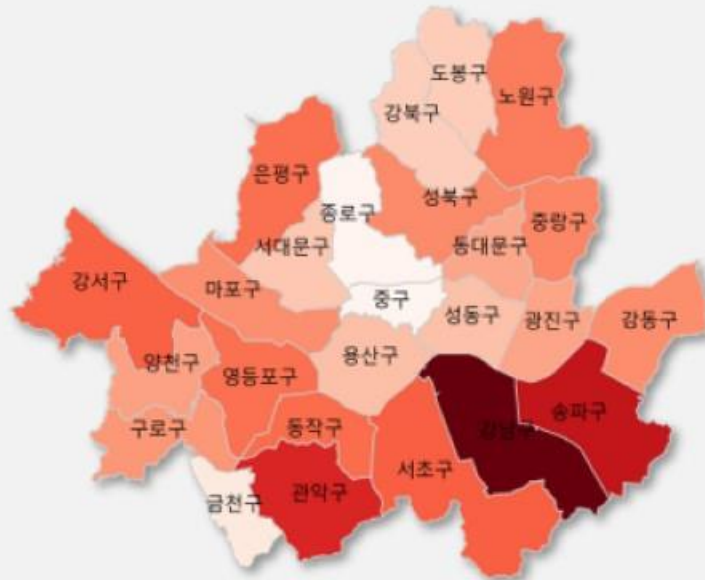 도봉구
노원구
강북구
은평구
성북구
종로구
중랑구
서대문구
동대문구
강서구
마포구
중구
성동구
광진구
강동구
양천구
용산구
영등포구
구로구
동작구
강남구
송파구
서초구
금천구
관악구